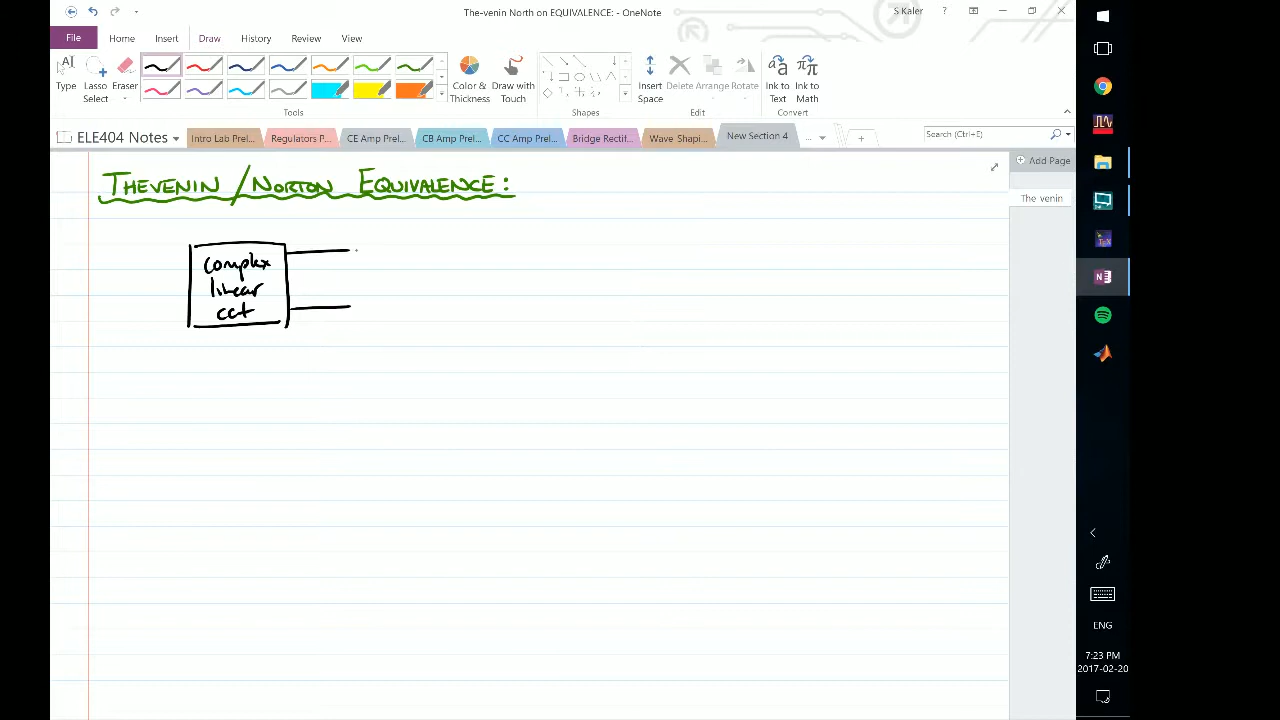 The-venin North on EQUIVALENCE: - OneNote
S Kaler
?
File
Home
Insert
Draw
History
Review
View
Type
Lasso Select
Eraser
Color & Thickness
Draw with Touch
Insert Space
Delete
Arrange
Rotate
Ink to Text
Ink to Math
Tools
Shapes
Edit
Convert
ELE404 Notes
Intro Lab Prel...
Regulators P...
CE Amp Preli...
CB Amp Prel...
CC Amp Prel...
Bridge Rectif...
Wave Shapi...
New Section 4
...
Search (Ctrl+E)
Add Page
The venin
THEVENIN / NORTON EQUIVALENCE:
complex
linear
cct
ENG
7:23 PM
2017-02-20